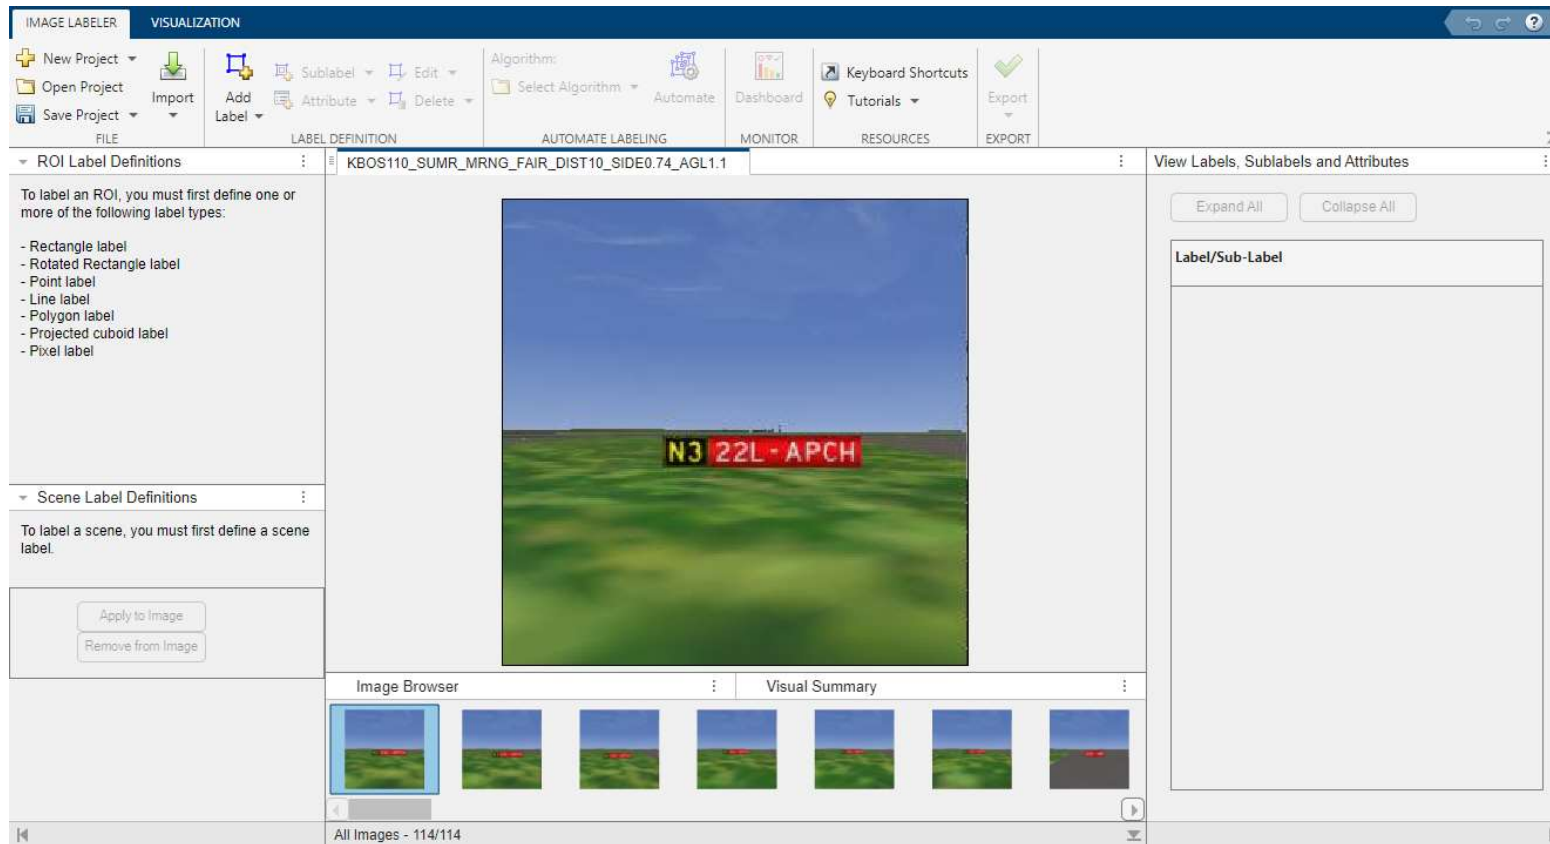 IMAGE LABELER VISUALIZATION
New Project
Open Project
Save Project
Import
FILE
Add
Label
Sublabel
Attribute
Edit
Delete
LABEL DEFINITION
Algorithm:
Select Algorithm
Automate
AUTOMATE LABELING
Dashboard
MONITOR
Keyboard Shortcuts
Tutorials
RESOURCES
Export
EXPORT
ROI Label Definitions
To label an ROI, you must first define one or
more of the following label types:
- Rectangle label
- Rotated Rectangle label
- Point label
- Line label
- Polygon label
- Projected cuboid label
- Pixel label
Scene Label Definitions
To label a scene, you must first define a scene
label.
Apply to Image
Remove from Image
KBOS110_SUMR_MRNG_FAIR_DIST10_SIDE0.74_AGL1.1
N3 22L - APCH
Image Browser
Visual Summary
All Images - 114/114
View Labels, Sublabels and Attributes
Expand All
Collapse All
Label/Sub-Label